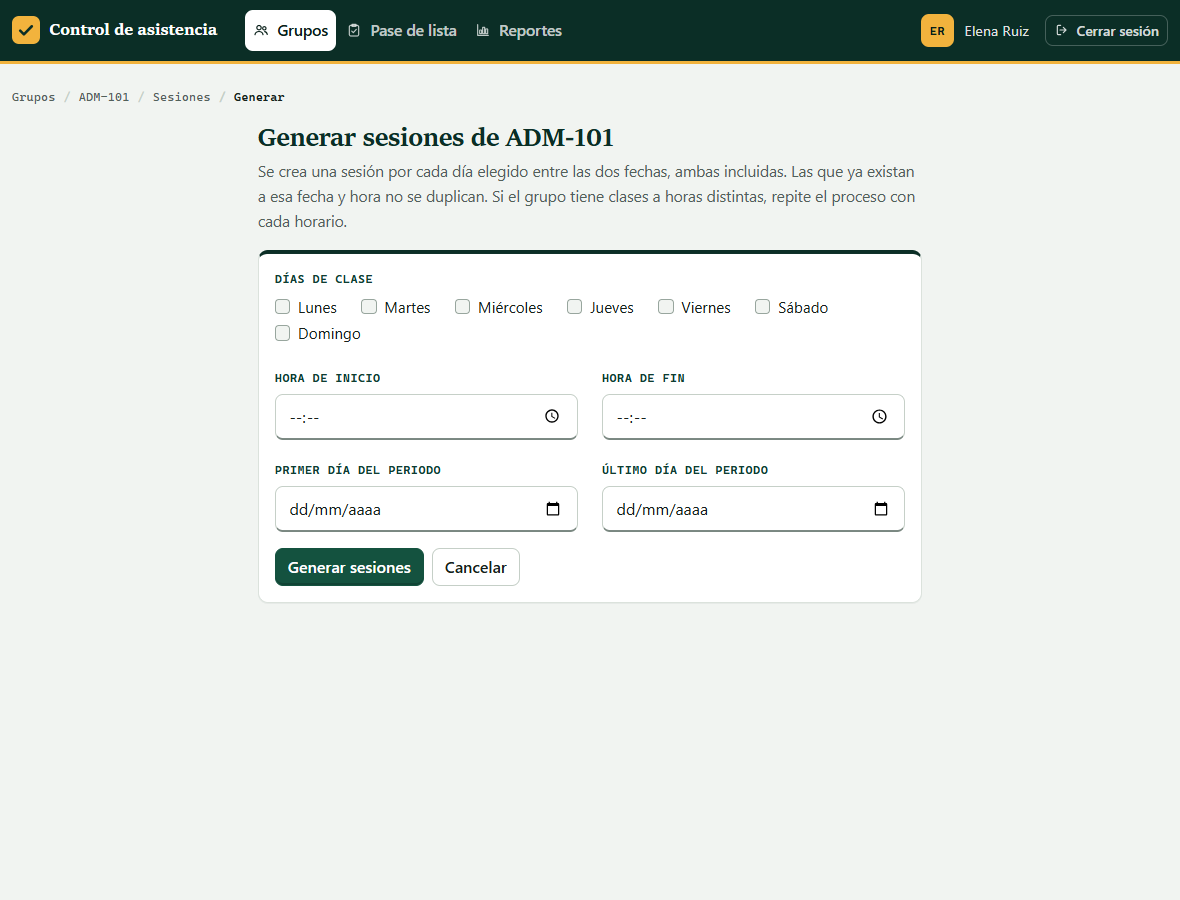 Control de asistencia
Grupos
Pase de lista
Reportes
ER
Elena Ruiz
Cerrar sesión
Grupos / ADM-101 / Sesiones / Generar
Generar sesiones de ADM-101
Se crea una sesión por cada día elegido entre las dos fechas, ambas incluidas. Las que ya existan
a esa fecha y hora no se duplican. Si el grupo tiene clases a horas distintas, repite el proceso con
cada horario.
DÍAS DE CLASE
Lunes
Martes
Miércoles
Jueves
Viernes
Sábado
Domingo
HORA DE INICIO
HORA DE FIN
--:--
--:--
PRIMER DÍA DEL PERIODO
ÚLTIMO DÍA DEL PERIODO
dd/mm/aaaa
dd/mm/aaaa
Generar sesiones
Cancelar